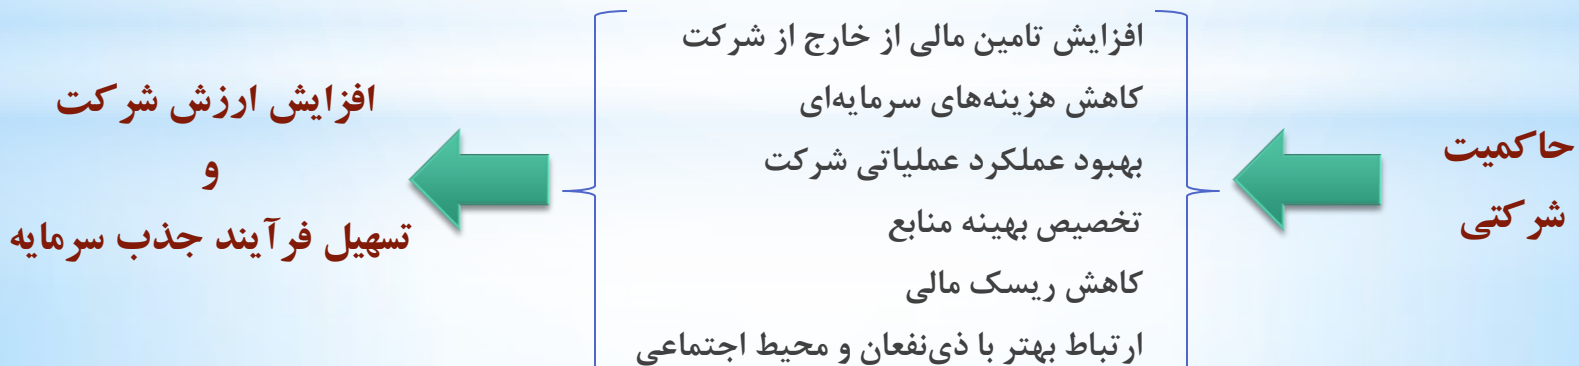 حاکمیت
شرکتی
افزایش تامین مالی از خارج از شرکت
کاهش هزینه‌های سرمایه‌ای
بهبود عملکرد عملیاتی شرکت
تخصیص بهینه منابع
کاهش ریسک مالی
ارتباط بهتر با ذی‌نفعان و محیط اجتماعی
افزایش ارزش شرکت
و
تسهیل فرآیند جذب سرمایه